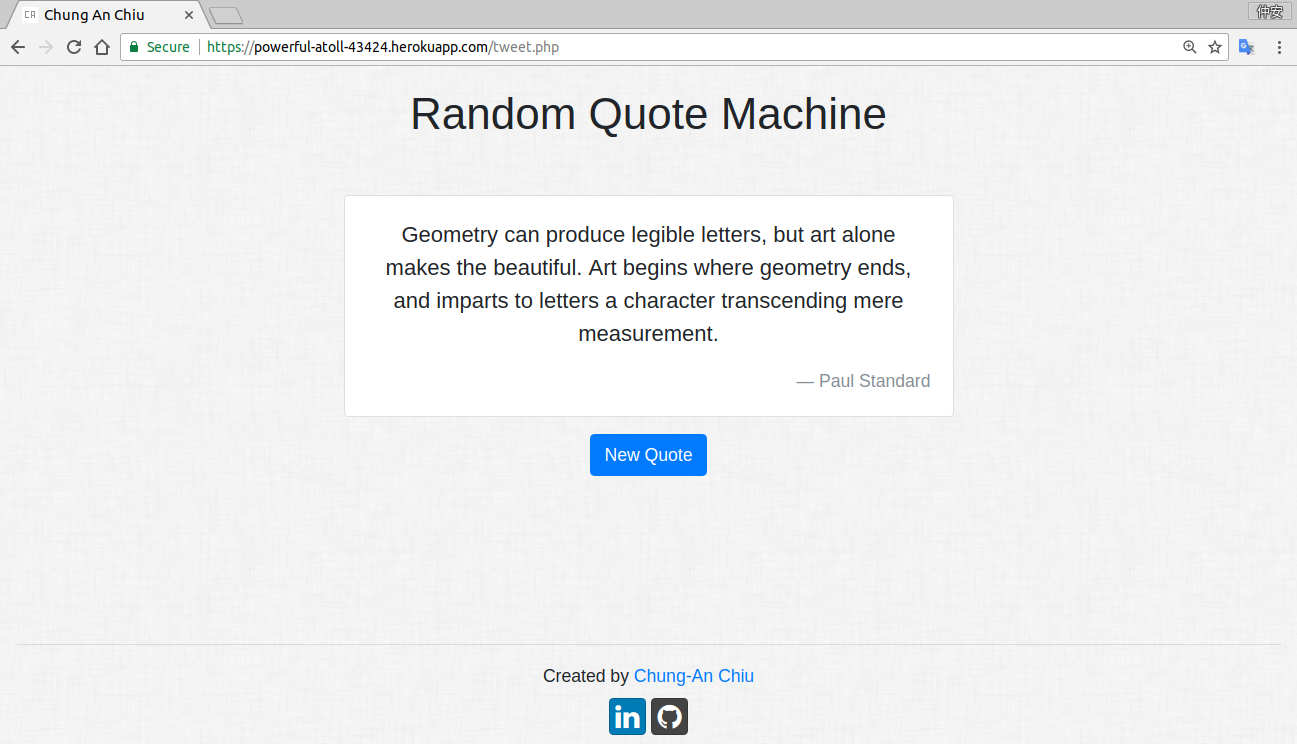 Chung An Chiu
仲安
Secure https://powerful-atoll-43424.herokuapp.com/tweet.php
Random Quote Machine
Geometry can produce legible letters, but art alone
makes the beautiful. Art begins where geometry ends,
and imparts to letters a character transcending mere
measurement.
— Paul Standard
New Quote
Created by Chung-An Chiu
in